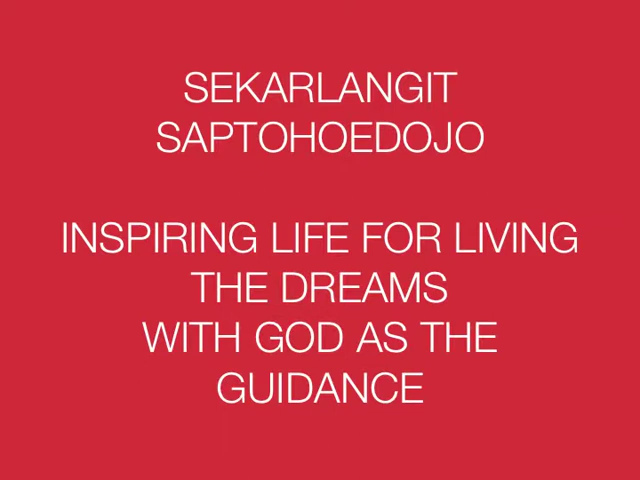 SEKARLANGIT
SAPTOHOEDOJO
INSPIRING LIFE FOR LIVING
THE DREAMS
WITH GOD AS THE
GUIDANCE